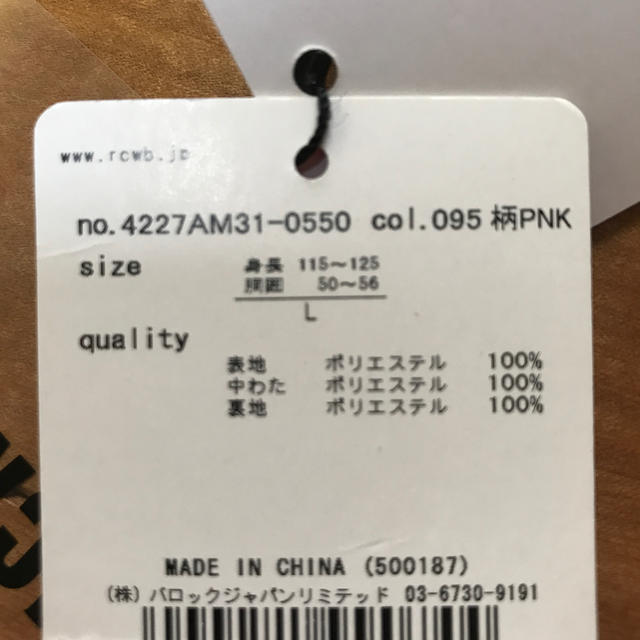 www.rcwb.jp
no.4227AM31-0550 col.095 柄PNK
size 身長 115～125
胴囲 50～56
L
quality
表地 ポリエステル 100%
中わた ポリエステル 100%
裏地 ポリエステル 100%
MADE IN CHINA (500187)
(株) バロックジャパンリミテッド 03-6730-9191